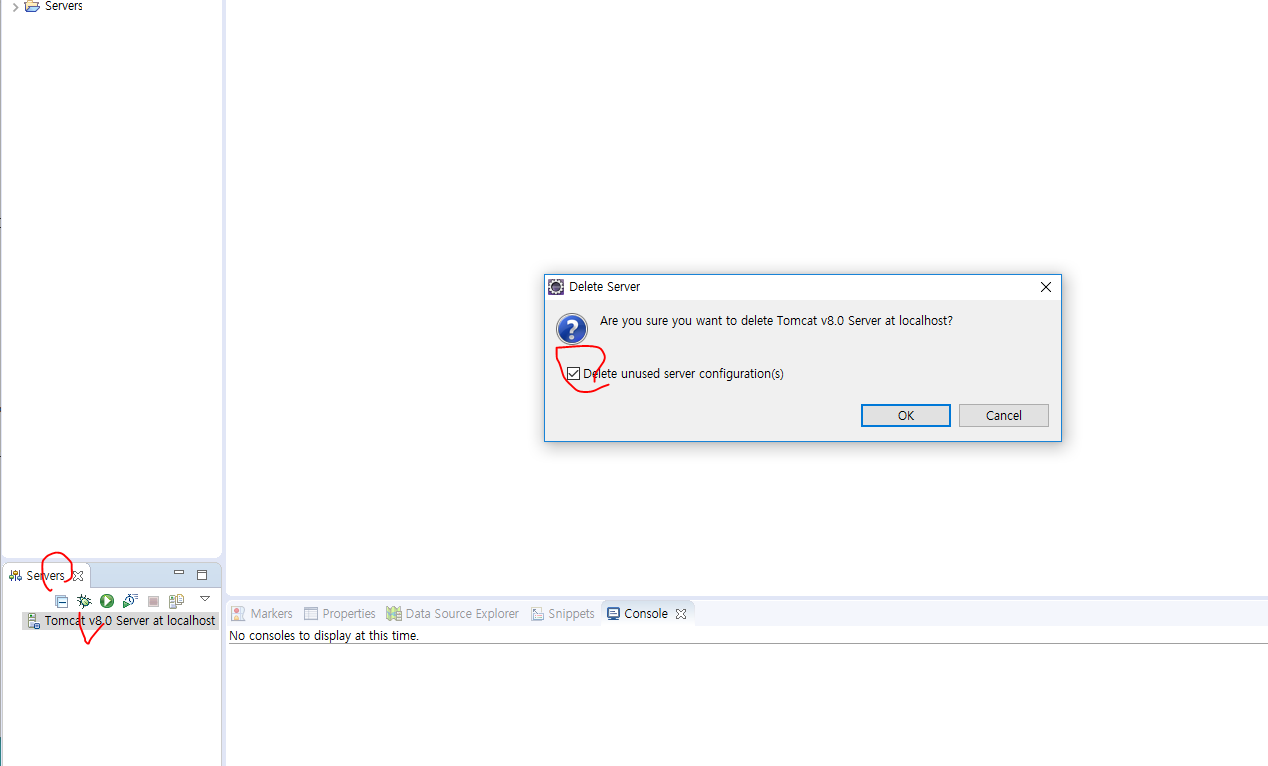 Servers
Delete Server
Are you sure you want to delete Tomcat v8.0 Server at localhost?
Delete unused server configuration(s)
OK
Cancel
Servers
Tomcat v8.0 Server at localhost
Markers
Properties
Data Source Explorer
Snippets
Console
No consoles to display at this time.